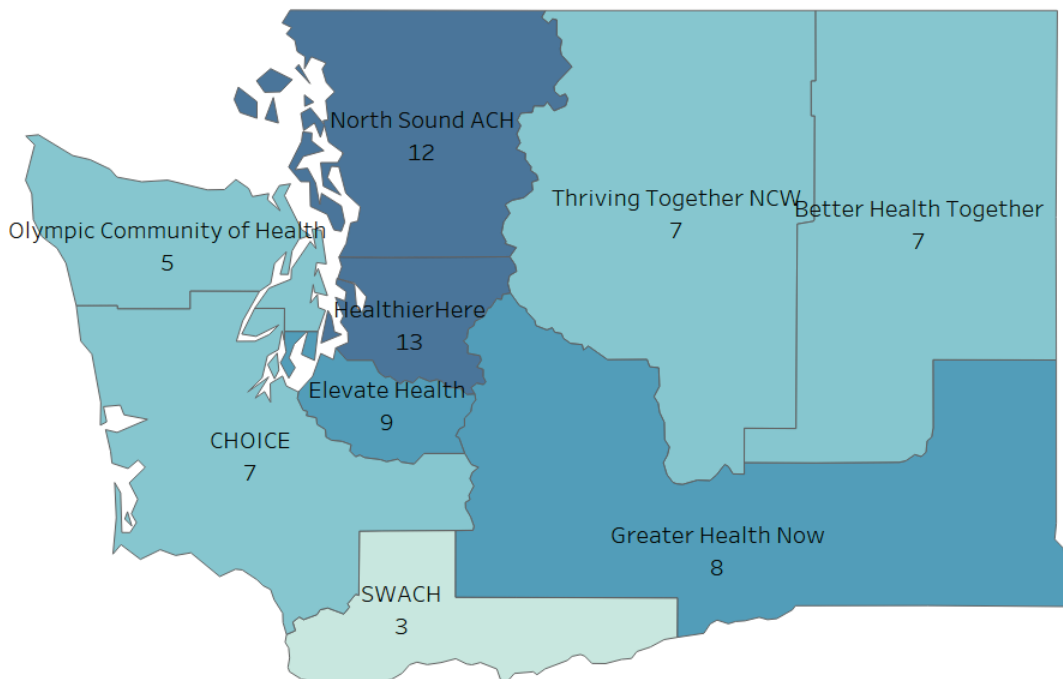 North Sound ACH
12
Thriving Together NCW
7
Better Health Together
7
Olympic Community of Health
5
HealthierHere
13
Elevate Health
9
CHOICE
7
Greater Health Now
8
SWACH
3